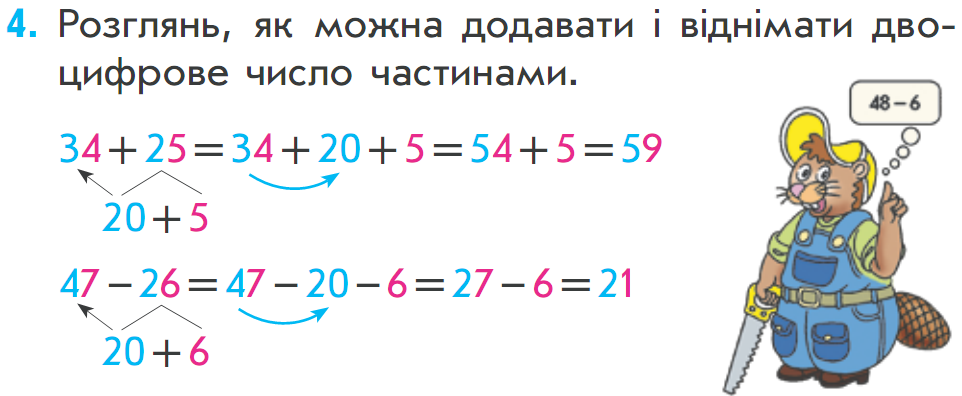 4. Розглянь, як можна додавати і віднімати дво-
цифрове число частинами.
48 – 6
34 + 25 = 34 + 20 + 5 = 54 + 5 = 59
20 + 5
47 – 26 = 47 – 20 – 6 = 27 – 6 = 21
20 + 6